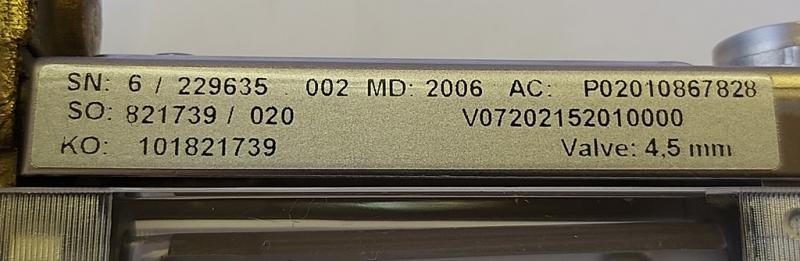 SN: 6 / 229635 . 002 MD: 2006 AC: P02010867828
SO: 821739 / 020 V07202152010000
KO: 101821739 Valve: 4,5 mm